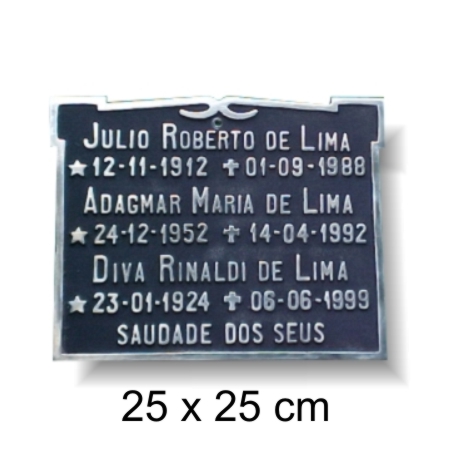 JULIO ROBERTO DE LIMA
★12-11-1912 ✝ 01-09-1988
ADAGMAR MARIA DE LIMA
★24-12-1952 ✝ 14-04-1992
DIVA RINALDI DE LIMA
★23-01-1924 ✝ 06-06-1999
SAUDADE DOS SEUS
25 x 25 cm